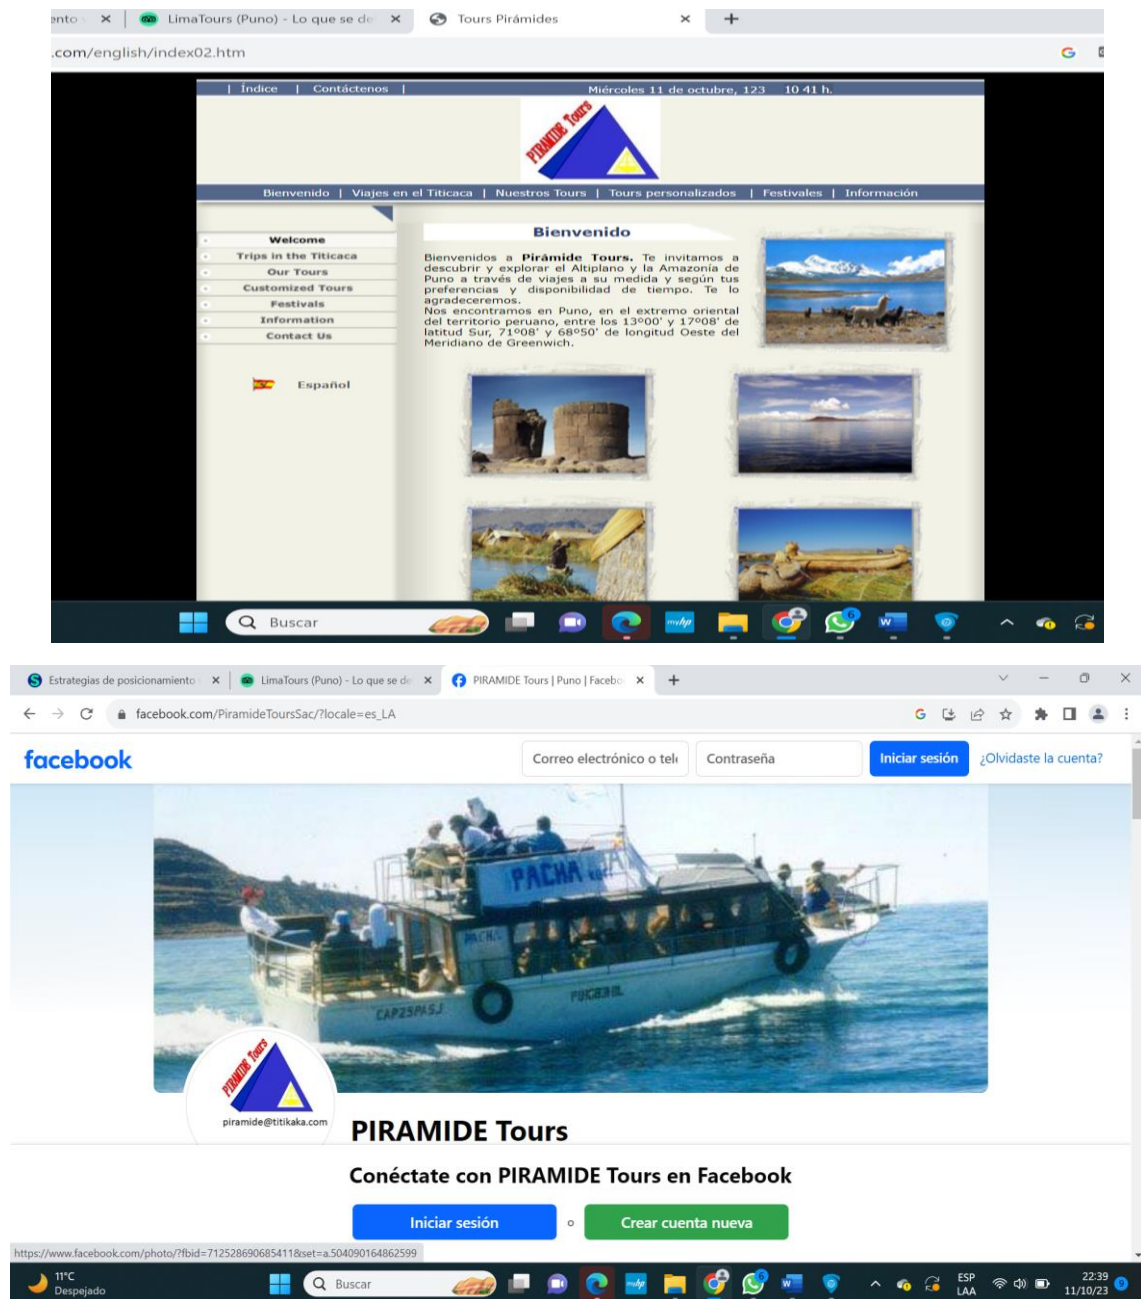 ento
LimaTours (Puno) - Lo que se de
Tours Pirámides
.com/english/index02.htm
| Índice | Contáctenos |
Miércoles 11 de octubre, 123 10 41 h.
PIRAMIDE Tours
Bienvenido | Viajes en el Titicaca | Nuestros Tours | Tours personalizados | Festivales | Información
Welcome
Trips in the Titicaca
Our Tours
Customized Tours
Festivals
Information
Contact Us
Español
Bienvenido
Bienvenidos a Pirámide Tours. Te invitamos a
descubrir y explorar el Altiplano y la Amazonía de
Puno a través de viajes a su medida y según tus
preferencias y disponibilidad de tiempo. Te lo
agradeceremos.
Nos encontramos en Puno, en el extremo oriental
del territorio peruano, entre los 13º00' y 17º08' de
latitud Sur, 71º08' y 68º50' de longitud Oeste del
Meridiano de Greenwich.
Buscar
myhp
6
Estrategias de posicionamiento
LimaTours (Puno) - Lo que se de
PIRAMIDE Tours | Puno | Facebo
facebook.com/PiramideToursSac/?locale=es_LA
facebook
Correo electrónico o telé
Contraseña
Iniciar sesión
¿Olvidaste la cuenta?
PACHA
PACHA
CAP25PASJ
PIRAMIDE Tours
piramide@titikaka.com
PIRAMIDE Tours
Conéctate con PIRAMIDE Tours en Facebook
Iniciar sesión
o
Crear cuenta nueva
https://www.facebook.com/photo/?fbid=712528690685411&set=a.504090164862599
11°C
Despejado
Buscar
myhp
ESP
LAA
22:39
11/10/23
9